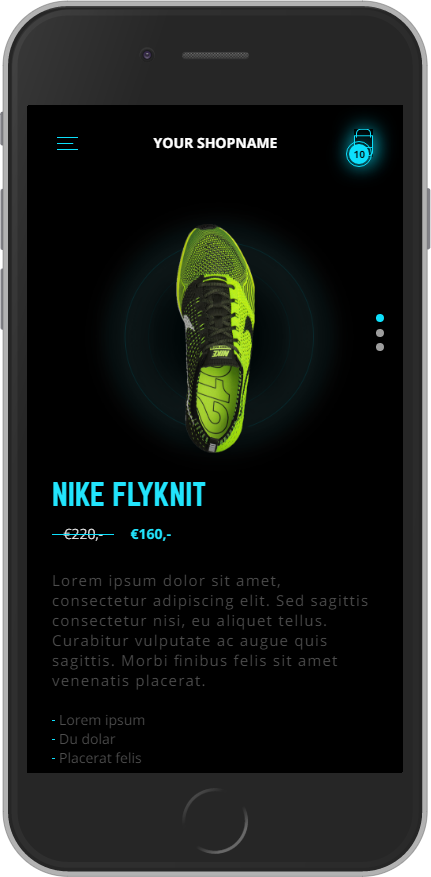 YOUR SHOPNAME
10
NIKE
NIKE FLYKNIT
€220,- €160,-
Lorem ipsum dolor sit amet,
consectetur adipiscing elit. Sed sagittis
consectetur nisi, eu aliquet tellus.
Curabitur vulputate ac augue quis
sagittis. Morbi finibus felis sit amet
venenatis placerat.
- Lorem ipsum
- Du dolar
- Placerat felis